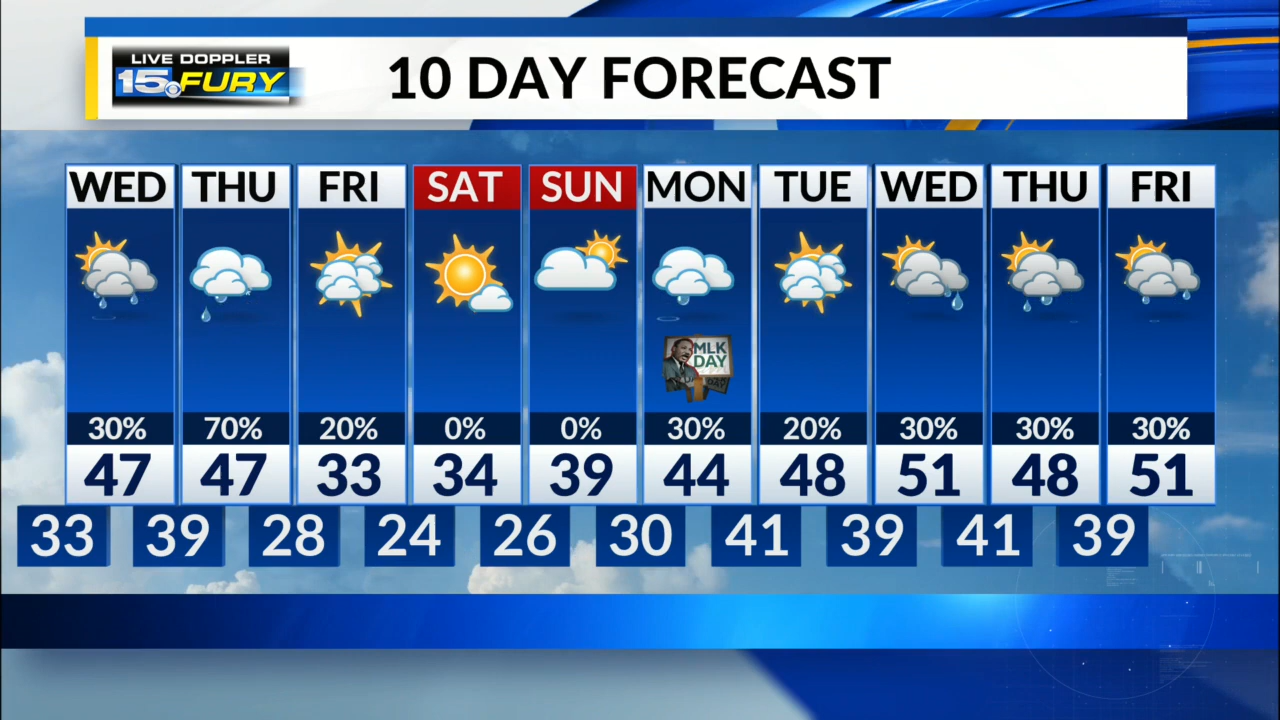 LIVE DOPPLER
15 FURY
10 DAY FORECAST
WED THU FRI SAT SUN MON TUE WED THU FRI
MLK
DAY
30% 70% 20% 0% 0% 30% 20% 30% 30% 30%
47 47 33 34 39 44 48 51 48 51
33 39 28 24 26 30 41 39 41 39